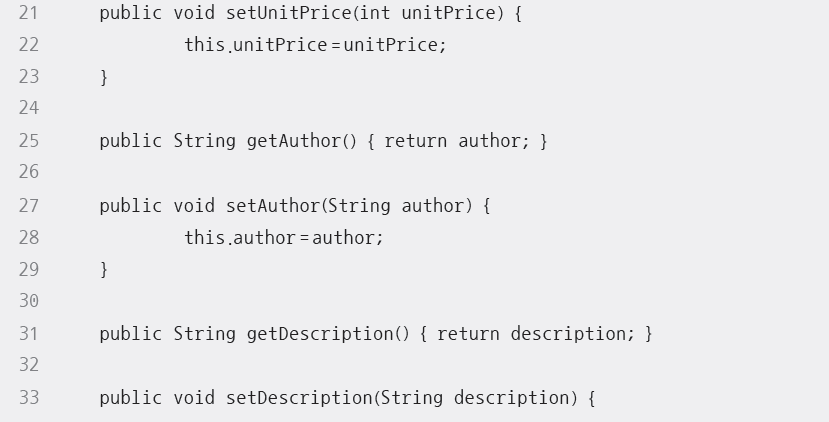 21 public void setUnitPrice(int unitPrice) {
22 this.unitPrice=unitPrice;
23 }
24
25 public String getAuthor() { return author; }
26
27 public void setAuthor(String author) {
28 this.author=author;
29 }
30
31 public String getDescription() { return description; }
32
33 public void setDescription(String description) {